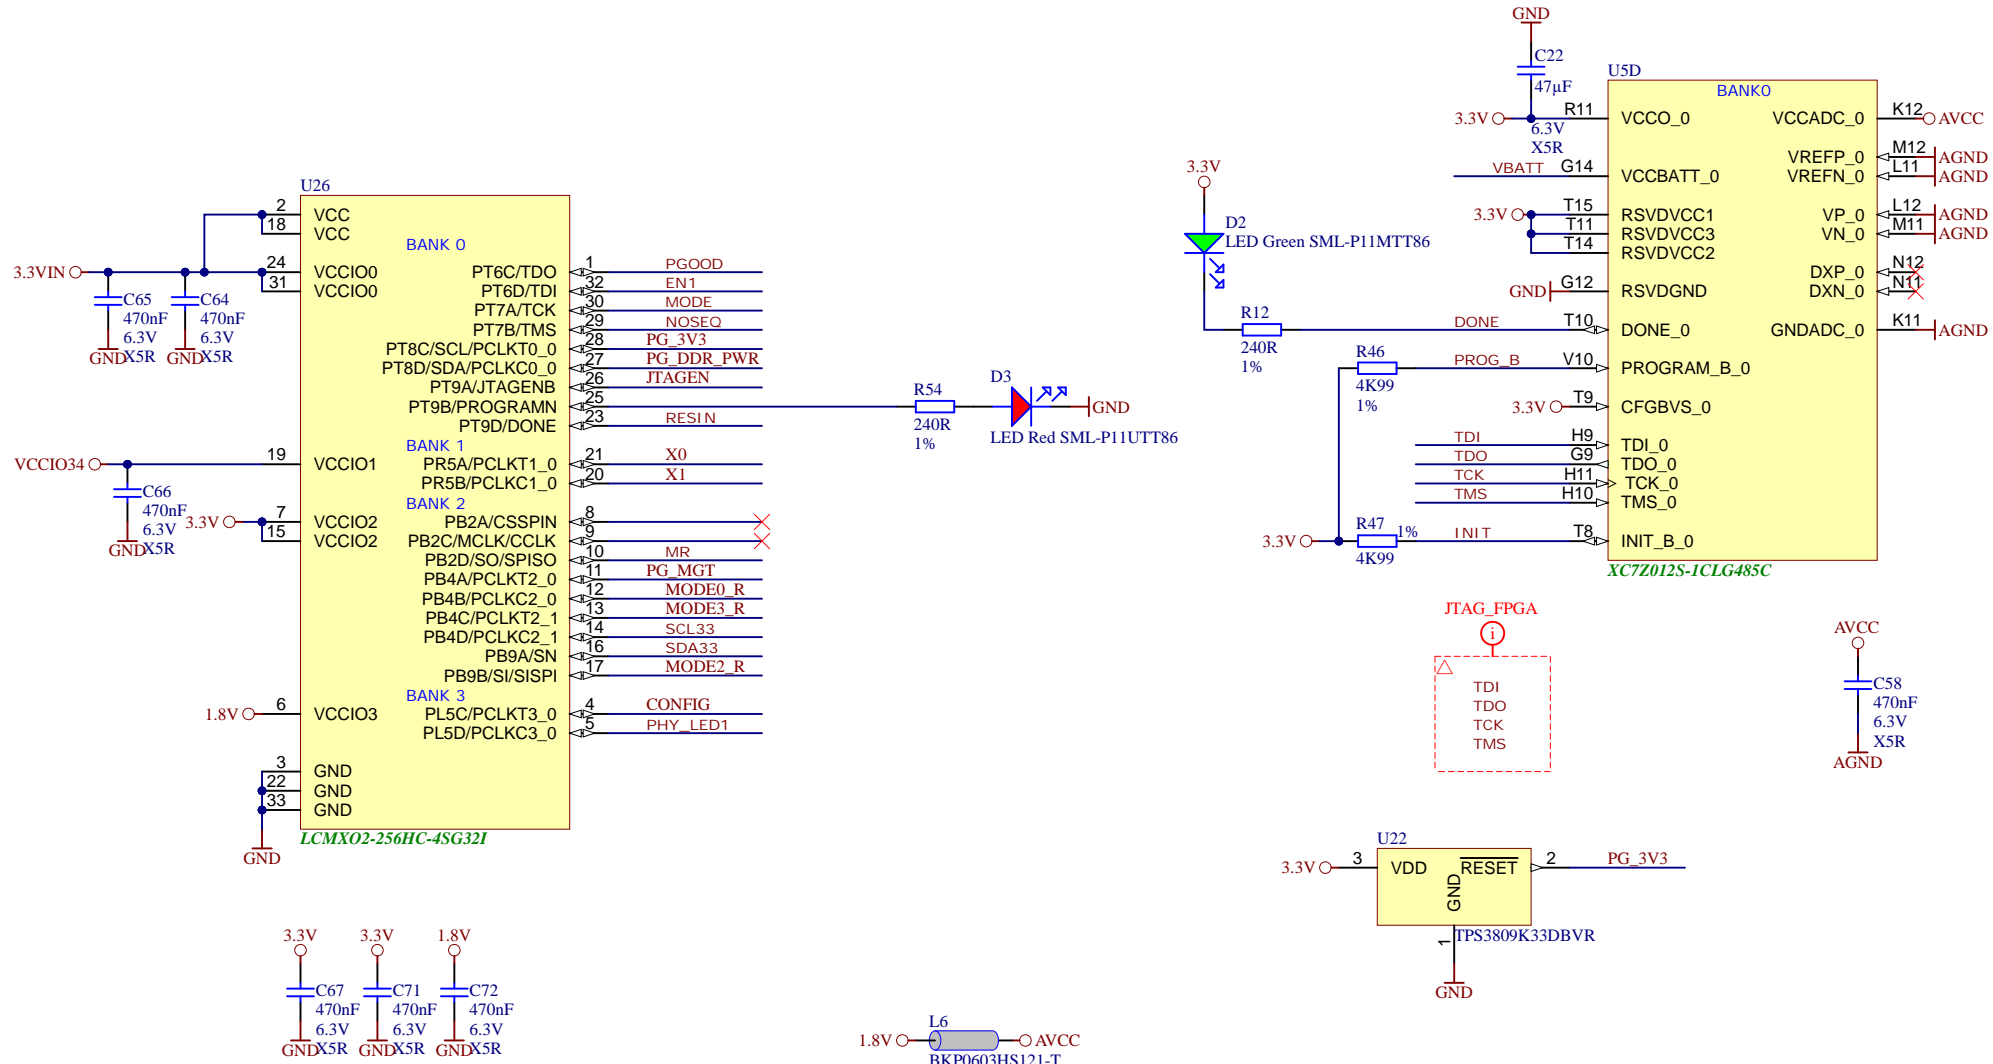 U26
2 VCC
18 VCC
BANK 0
3.3VIN
24 VCCIO0
31 VCCIO0
C65
470nF
6.3V
X5R
GND
C64
470nF
6.3V
X5R
GND
PT6C/TDO 1 PGOOD
PT6D/TDI 32 EN1
PT7A/TCK 30 MODE
PT7B/TMS 29 NOSEQ
PT8C/SCL/PCLKT0_0 28 PG_3V3
PT8D/SDA/PCLKC0_0 27 PG_DDR_PWR
PT9A/JTAGENB 26 JTAGEN
PT9B/PROGRAMN 25
PT9D/DONE 23 RESIN
R54
240R
1%
D3
GND
LED Red SML-P11UTT86
BANK 1
VCCIO34
19 VCCIO1
PR5A/PCLKT1_0 21 X0
PR5B/PCLKC1_0 20 X1
C66
470nF
6.3V
X5R
GND
BANK 2
3.3V
7 VCCIO2
15 VCCIO2
PB2A/CSSPIN 8
PB2C/MCLK/CCLK 9
PB2D/SO/SPISO 10 MR
PB4A/PCLKT2_0 11 PG_MGT
PB4B/PCLKC2_0 12 MODE0_R
PB4C/PCLKT2_1 13 MODE3_R
PB4D/PCLKC2_1 14 SCL33
PB9A/SN 16 SDA33
PB9B/SI/SISPI 17 MODE2_R
BANK 3
1.8V
6 VCCIO3
PL5C/PCLKT3_0 4 CONFIG
PL5D/PCLKC3_0 5 PHY_LED1
3 GND
22 GND
33 GND
GND
LCMXO2-256HC-4SG32I
3.3V
C67
470nF
6.3V
X5R
GND
3.3V
C71
470nF
6.3V
X5R
GND
1.8V
C72
470nF
6.3V
X5R
GND
1.8V
L6
AVCC
BKP0603HS121-T
GND
C22
47µF
6.3V
X5R
U5D
BANK0
3.3V R11 VCCO_0
VBATT G14 VCCBATT_0
3.3V
T15 RSVDVCC1
T11 RSVDVCC3
T14 RSVDVCC2
GND G12 RSVDGND
3.3V
D2
LED Green SML-P11MTT86
R12
240R
1%
DONE T10 DONE_0
R46
4K99
1%
PROG_B V10 PROGRAM_B_0
3.3V T9 CFGBVS_0
TDI H9 TDI_0
TDO G9 TDO_0
TCK H11 TCK_0
TMS H10 TMS_0
3.3V
R47
1%
4K99
INIT T8 INIT_B_0
VCCADC_0 K12 AVCC
VREFP_0 M12 AGND
VREFN_0 L11 AGND
VP_0 L12 AGND
VN_0 M11 AGND
DXP_0 N12
DXN_0 N11
GNDADC_0 K11 AGND
XC7Z012S-1CLG485C
JTAG_FPGA
i
TDI
TDO
TCK
TMS
AVCC
C58
470nF
6.3V
X5R
AGND
U22
3.3V 3 VDD
RESET 2 PG_3V3
GND
1
TPS3809K33DBVR
GND